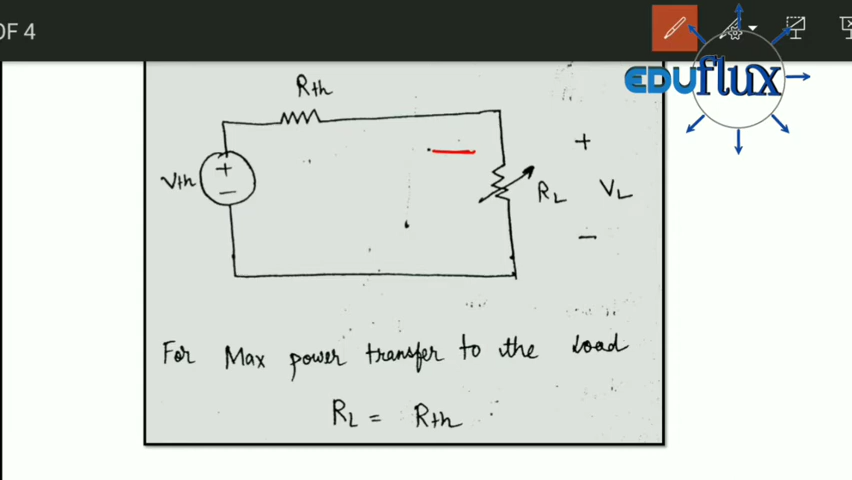 OF 4
EDUflux
Rth
+
Vth
−
+
RL VL
−
For Max power transfer to the load
RL = Rth